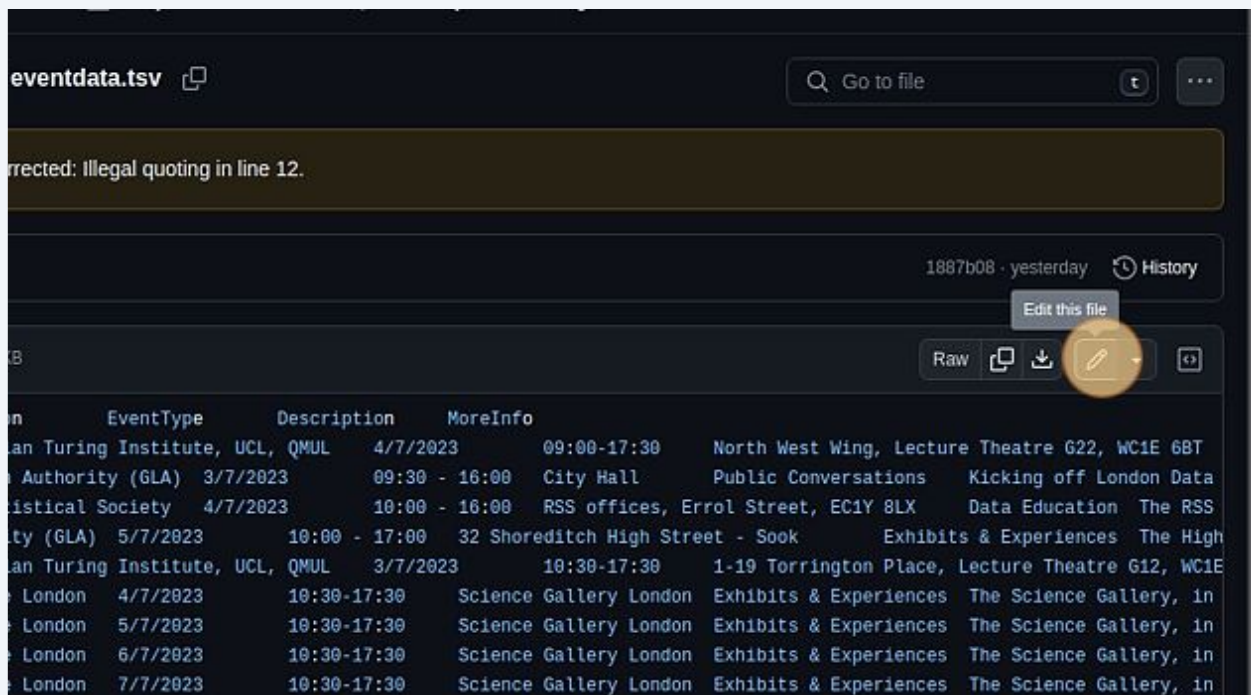 eventdata.tsv
Go to file
t
rrected: Illegal quoting in line 12.
1887b08 · yesterday
History
Edit this file
KB
Raw
EventType Description MoreInfo
lan Turing Institute, UCL, QMUL 4/7/2023 09:00-17:30 North West Wing, Lecture Theatre G22, WC1E 6BT
Authority (GLA) 3/7/2023 09:30 - 16:00 City Hall Public Conversations Kicking off London Data
tistical Society 4/7/2023 10:00 - 16:00 RSS offices, Errol Street, EC1Y 8LX Data Education The RSS
ity (GLA) 5/7/2023 10:00 - 17:00 32 Shoreditch High Street - Sook Exhibits & Experiences The High
lan Turing Institute, UCL, QMUL 3/7/2023 10:30-17:30 1-19 Torrington Place, Lecture Theatre G12, WC1E
London 4/7/2023 10:30-17:30 Science Gallery London Exhibits & Experiences The Science Gallery, in
London 5/7/2023 10:30-17:30 Science Gallery London Exhibits & Experiences The Science Gallery, in
London 6/7/2023 10:30-17:30 Science Gallery London Exhibits & Experiences The Science Gallery, in
London 7/7/2023 10:30-17:30 Science Gallery London Exhibits & Experiences The Science Gallery, in